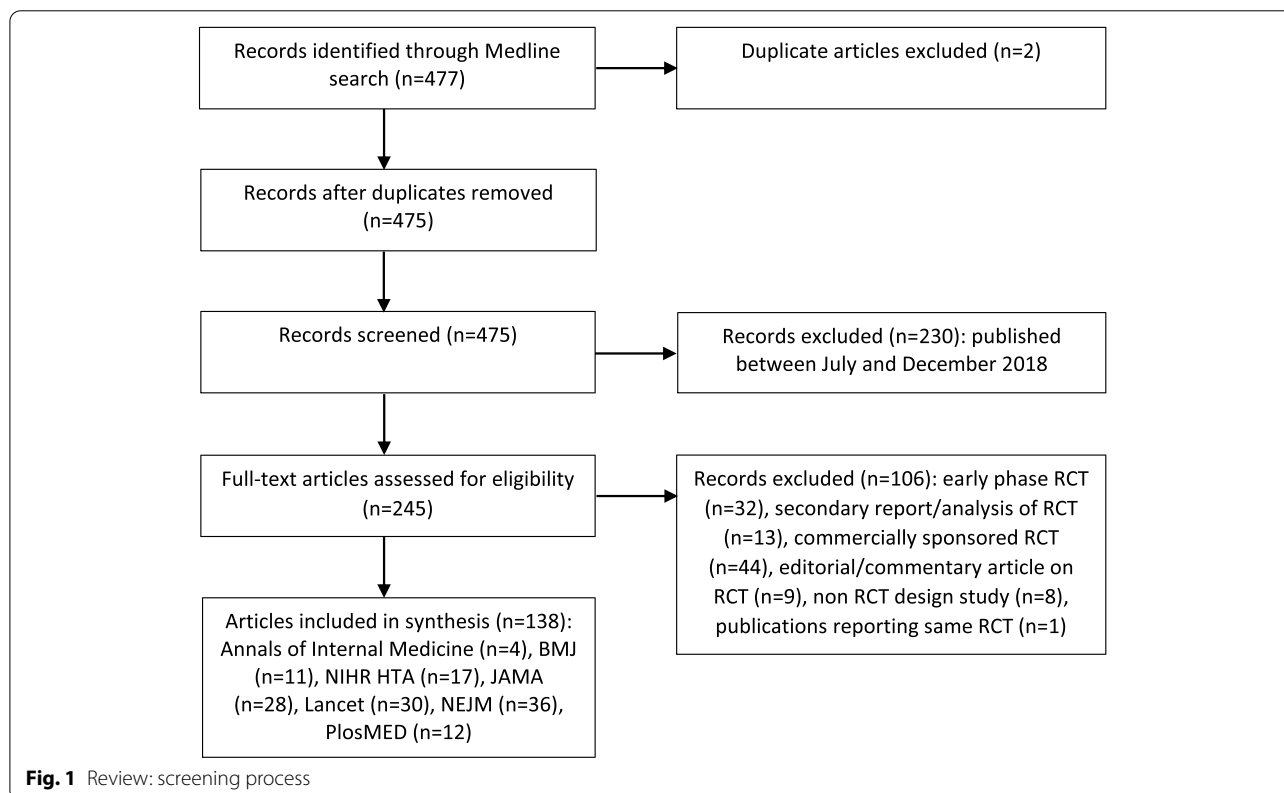 Records identified through Medline
search (n=477)
Duplicate articles excluded (n=2)
Records after duplicates removed
(n=475)
Records screened (n=475)
Records excluded (n=230): published
between July and December 2018
Full-text articles assessed for eligibility
(n=245)
Records excluded (n=106): early phase RCT
(n=32), secondary report/analysis of RCT
(n=13), commercially sponsored RCT
(n=44), editorial/commentary article on
RCT (n=9), non RCT design study (n=8),
publications reporting same RCT (n=1)
Articles included in synthesis (n=138):
Annals of Internal Medicine (n=4), BMJ
(n=11), NIHR HTA (n=17), JAMA
(n=28), Lancet (n=30), NEJM (n=36),
PlosMED (n=12)
Fig. 1 Review: screening process